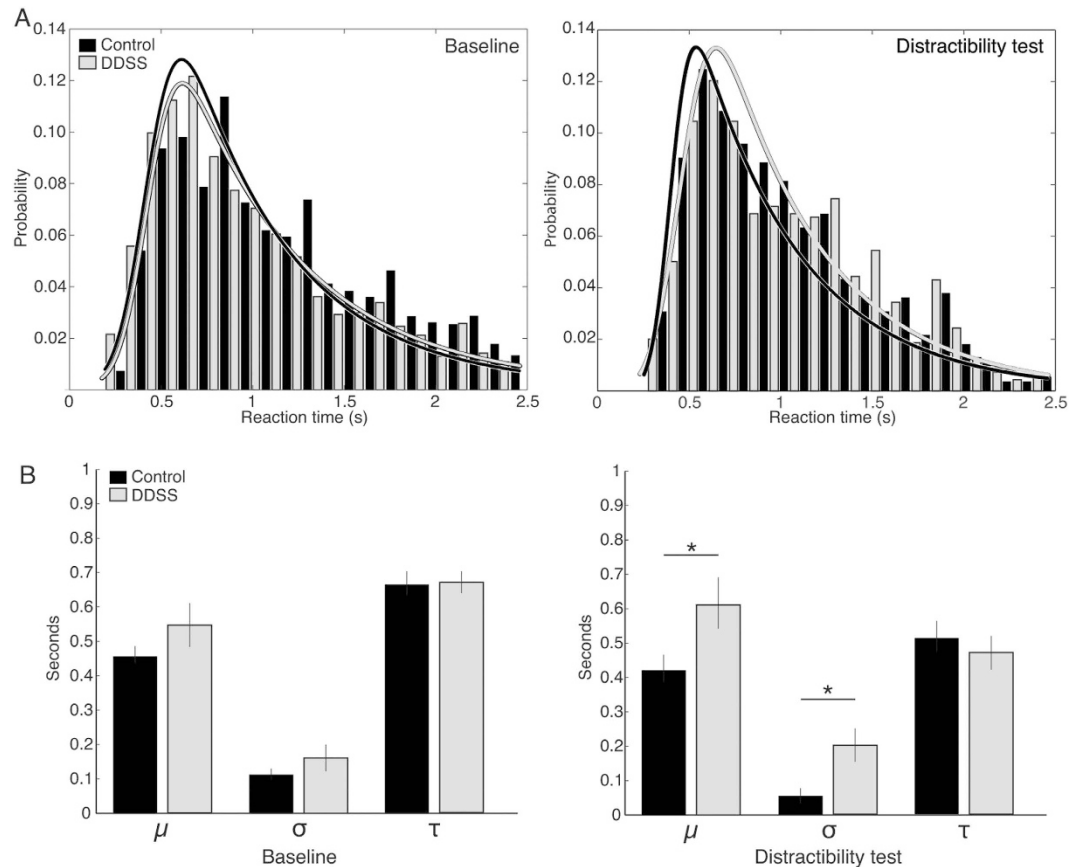 A
Control
DDSS
Baseline
0.14
0.12
0.10
0.08
0.06
0.04
0.02
Probability
0 0.5 1 1.5 2 2.5
Reaction time (s)
Distractibility test
0.14
0.12
0.10
0.08
0.06
0.04
0.02
Probability
0 0.5 1 1.5 2 2.5
Reaction time (s)
B
Control
DDSS
1
0.9
0.8
0.7
0.6
0.5
0.4
0.3
0.2
0.1
0
Seconds
μ σ τ
Baseline
1
0.9
0.8
0.7
0.6
0.5
0.4
0.3
0.2
0.1
0
Seconds
*
*
μ σ τ
Distractibility test